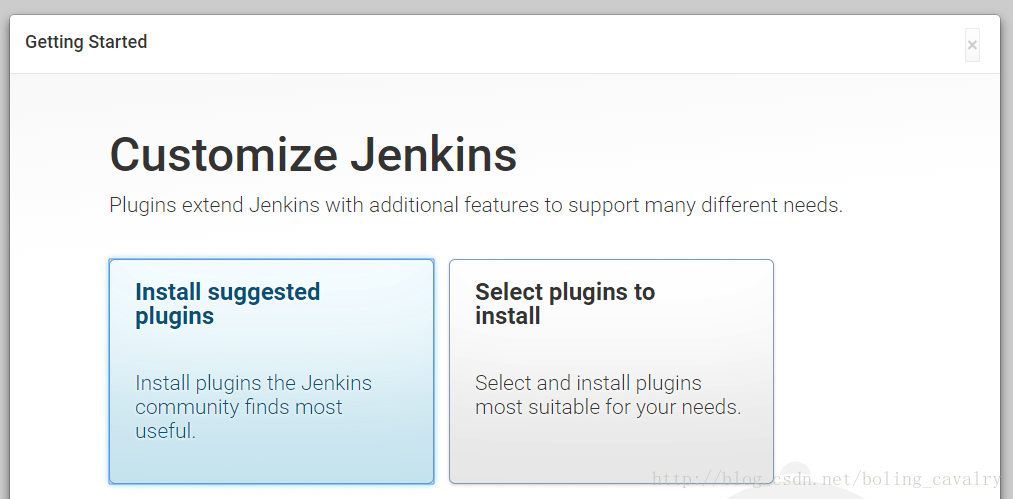 Getting Started
×
Customize Jenkins
Plugins extend Jenkins with additional features to support many different needs.
Install suggested
plugins
Install plugins the Jenkins
community finds most
useful.
Select plugins to
install
Select and install plugins
most suitable for your needs.
http://blog.csdn.net/boling_cavalry